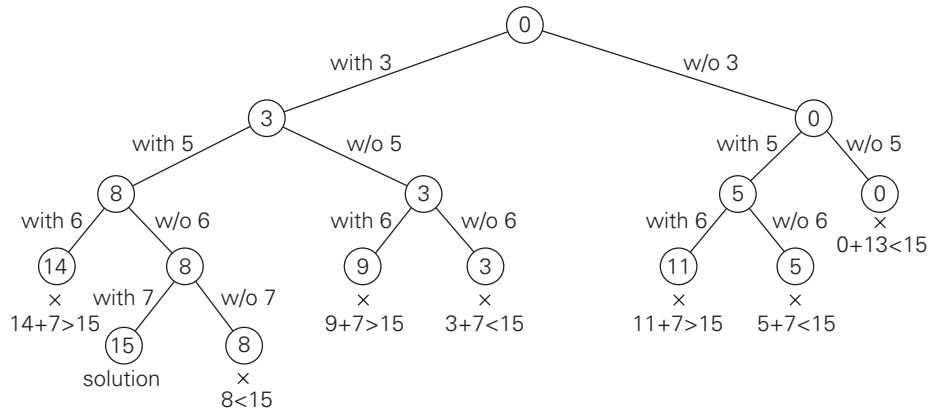 0
with 3
w/o 3
3
0
with 5
w/o 5
with 5
w/o 5
8
3
5
0
with 6
w/o 6
with 6
w/o 6
with 6
w/o 6
×
0+13<15
14
8
9
3
11
5
×
with 7
w/o 7
×
×
×
×
14+7>15
9+7>15
3+7<15
11+7>15
5+7<15
15
8
solution
×
8<15